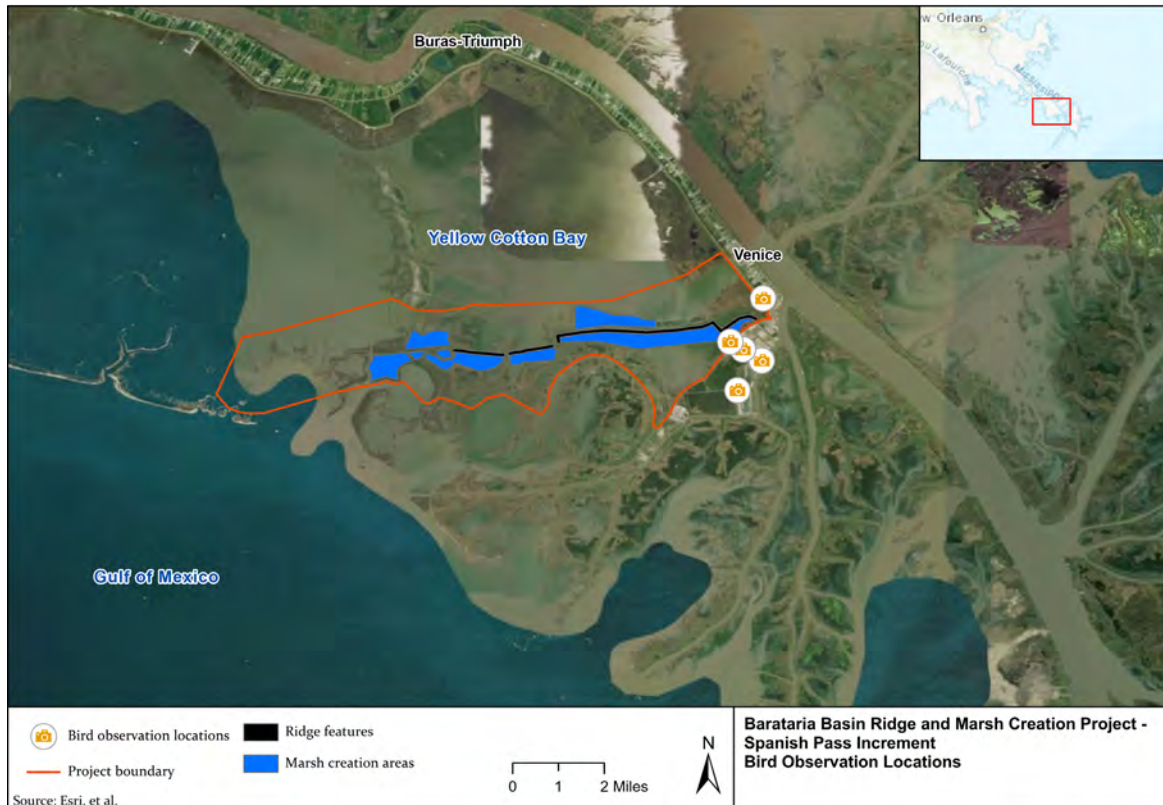 Buras-Triumph
Yellow Cotton Bay
Venice
Gulf of Mexico
Orleans
Lafourche
Mississipp
Bird observation locations
Project boundary
Ridge features
Marsh creation areas
0 1 2 Miles
N
Barataria Basin Ridge and Marsh Creation Project -
Spanish Pass Increment
Bird Observation Locations
Source: Esri, et al.